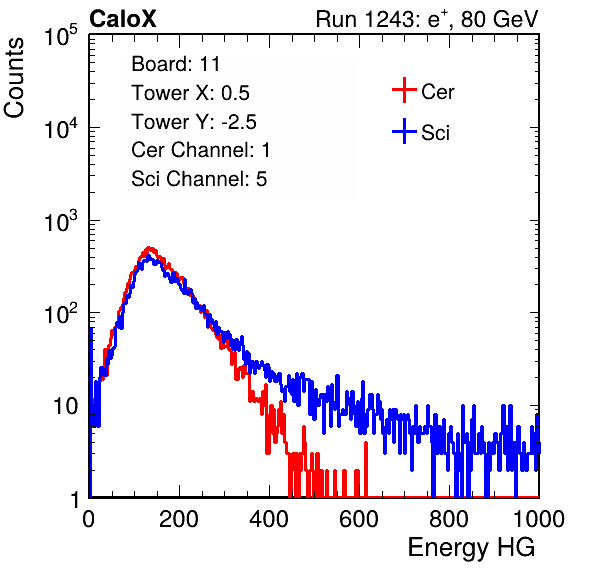 CaloX Run 1243: e⁺, 80 GeV
Counts
10⁵
10⁴
10³
10²
10
1
Board: 11
Tower X: 0.5
Tower Y: -2.5
Cer Channel: 1
Sci Channel: 5
Cer
Sci
0 200 400 600 800 1000
Energy HG